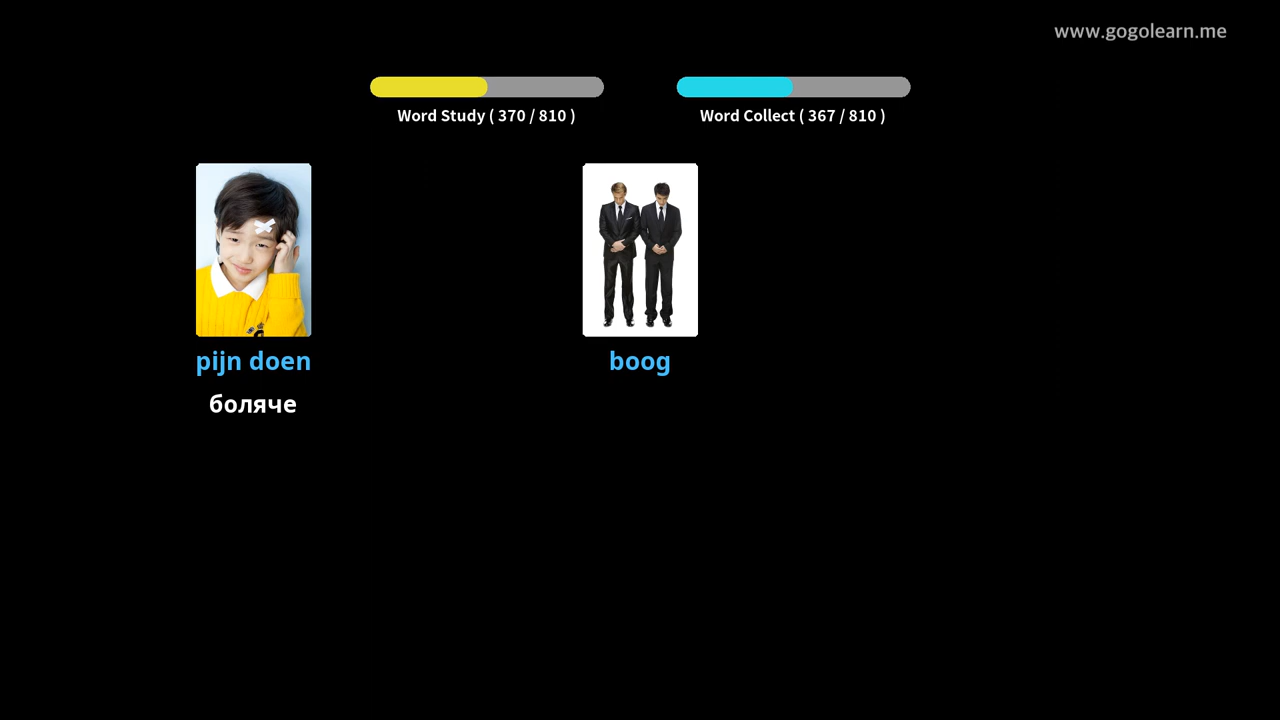 www.gogolearn.me
Word Study ( 370 / 810 )
Word Collect ( 367 / 810 )
pijn doen
boog
боляче